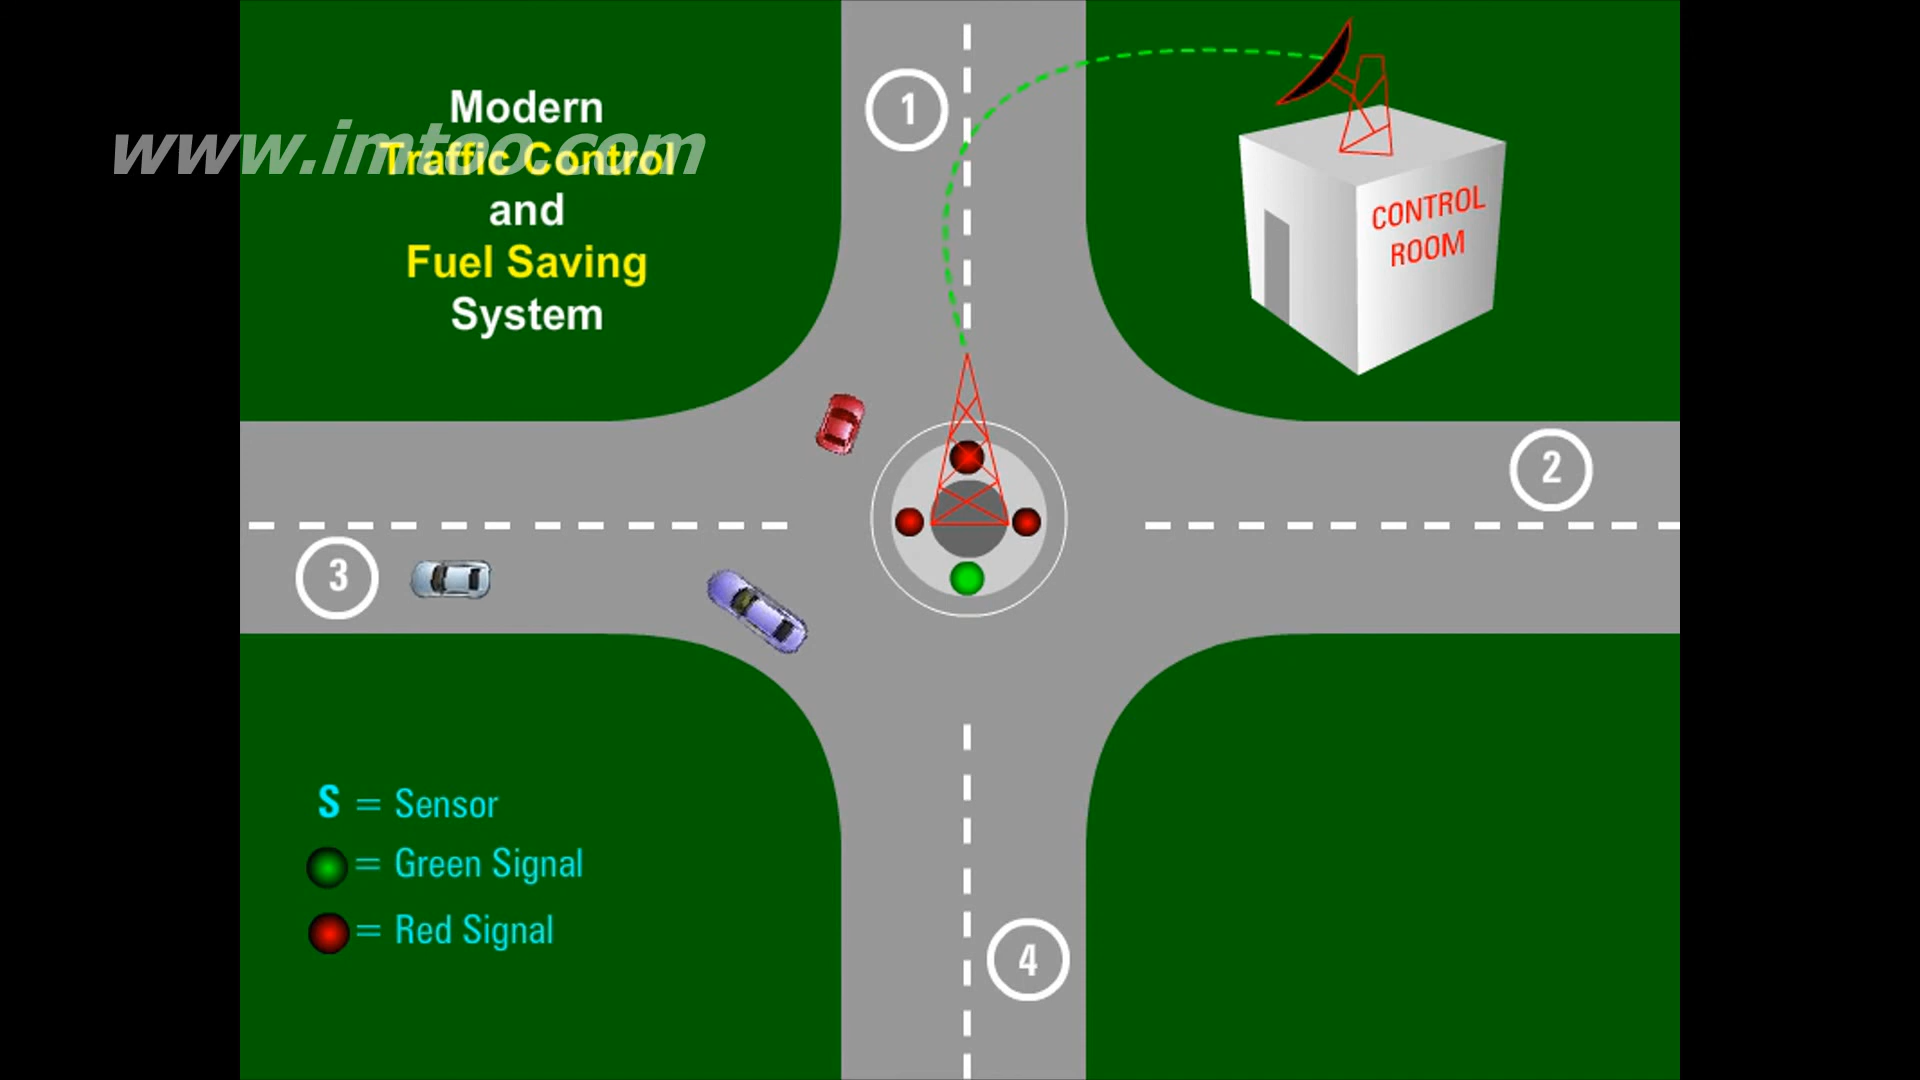 Modern
www.imtoo.com
Traffic Control
and
Fuel Saving
System
1
CONTROL
ROOM
2
3
S = Sensor
= Green Signal
= Red Signal
4